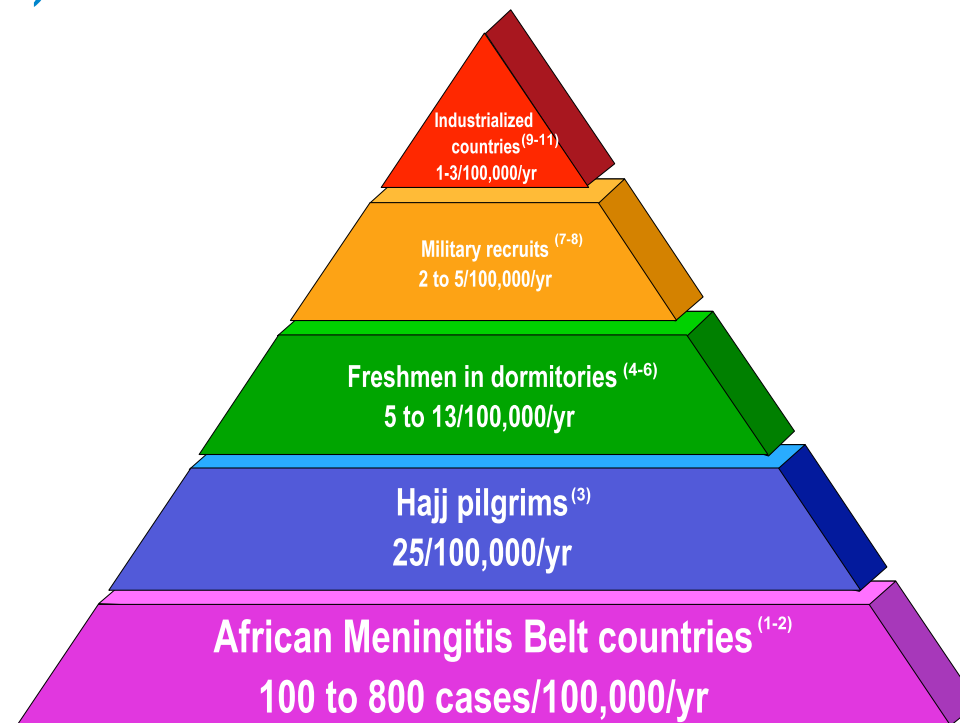 Industrialized
countries (9-11)
1-3/100,000/yr
Military recruits (7-8)
2 to 5/100,000/yr
Freshmen in dormitories (4-6)
5 to 13/100,000/yr
Hajj pilgrims (3)
25/100,000/yr
African Meningitis Belt countries (1-2)
100 to 800 cases/100,000/yr